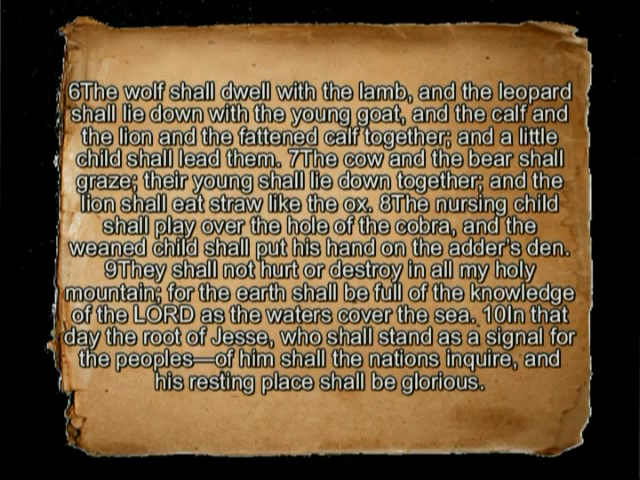 6The wolf shall dwell with the lamb, and the leopard
shall lie down with the young goat, and the calf and
the lion and the fattened calf together; and a little
child shall lead them. 7The cow and the bear shall
graze; their young shall lie down together; and the
lion shall eat straw like the ox. 8The nursing child
shall play over the hole of the cobra, and the
weaned child shall put his hand on the adder's den.
9They shall not hurt or destroy in all my holy
mountain; for the earth shall be full of the knowledge
of the LORD as the waters cover the sea. 10In that
day the root of Jesse, who shall stand as a signal for
the peoples—of him shall the nations inquire, and
his resting place shall be glorious.